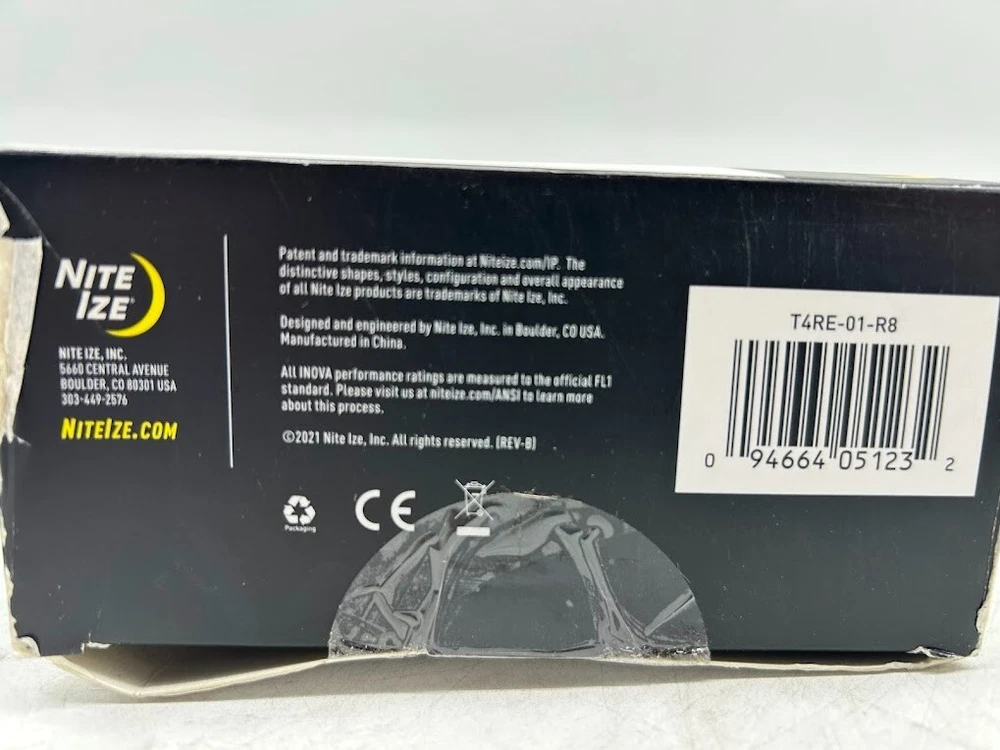 NITE
IZE®
NITE IZE, INC.
5660 CENTRAL AVENUE
BOULDER, CO 80301 USA
303-449-2576
NITEIZE.COM
Patent and trademark information at Niteize.com/IP. The
distinctive shapes, styles, configuration and overall appearance
of all Nite Ize products are trademarks of Nite Ize, Inc.
Designed and engineered by Nite Ize, Inc. in Boulder, CO USA.
Manufactured in China.
All INOVA performance ratings are measured to the official FL1
standard. Please visit us at niteize.com/ANSI to learn more
about this process.
©2021 Nite Ize, Inc. All rights reserved. (REV-B)
Packaging
CE
T4RE-01-R8
0 94664 05123 2